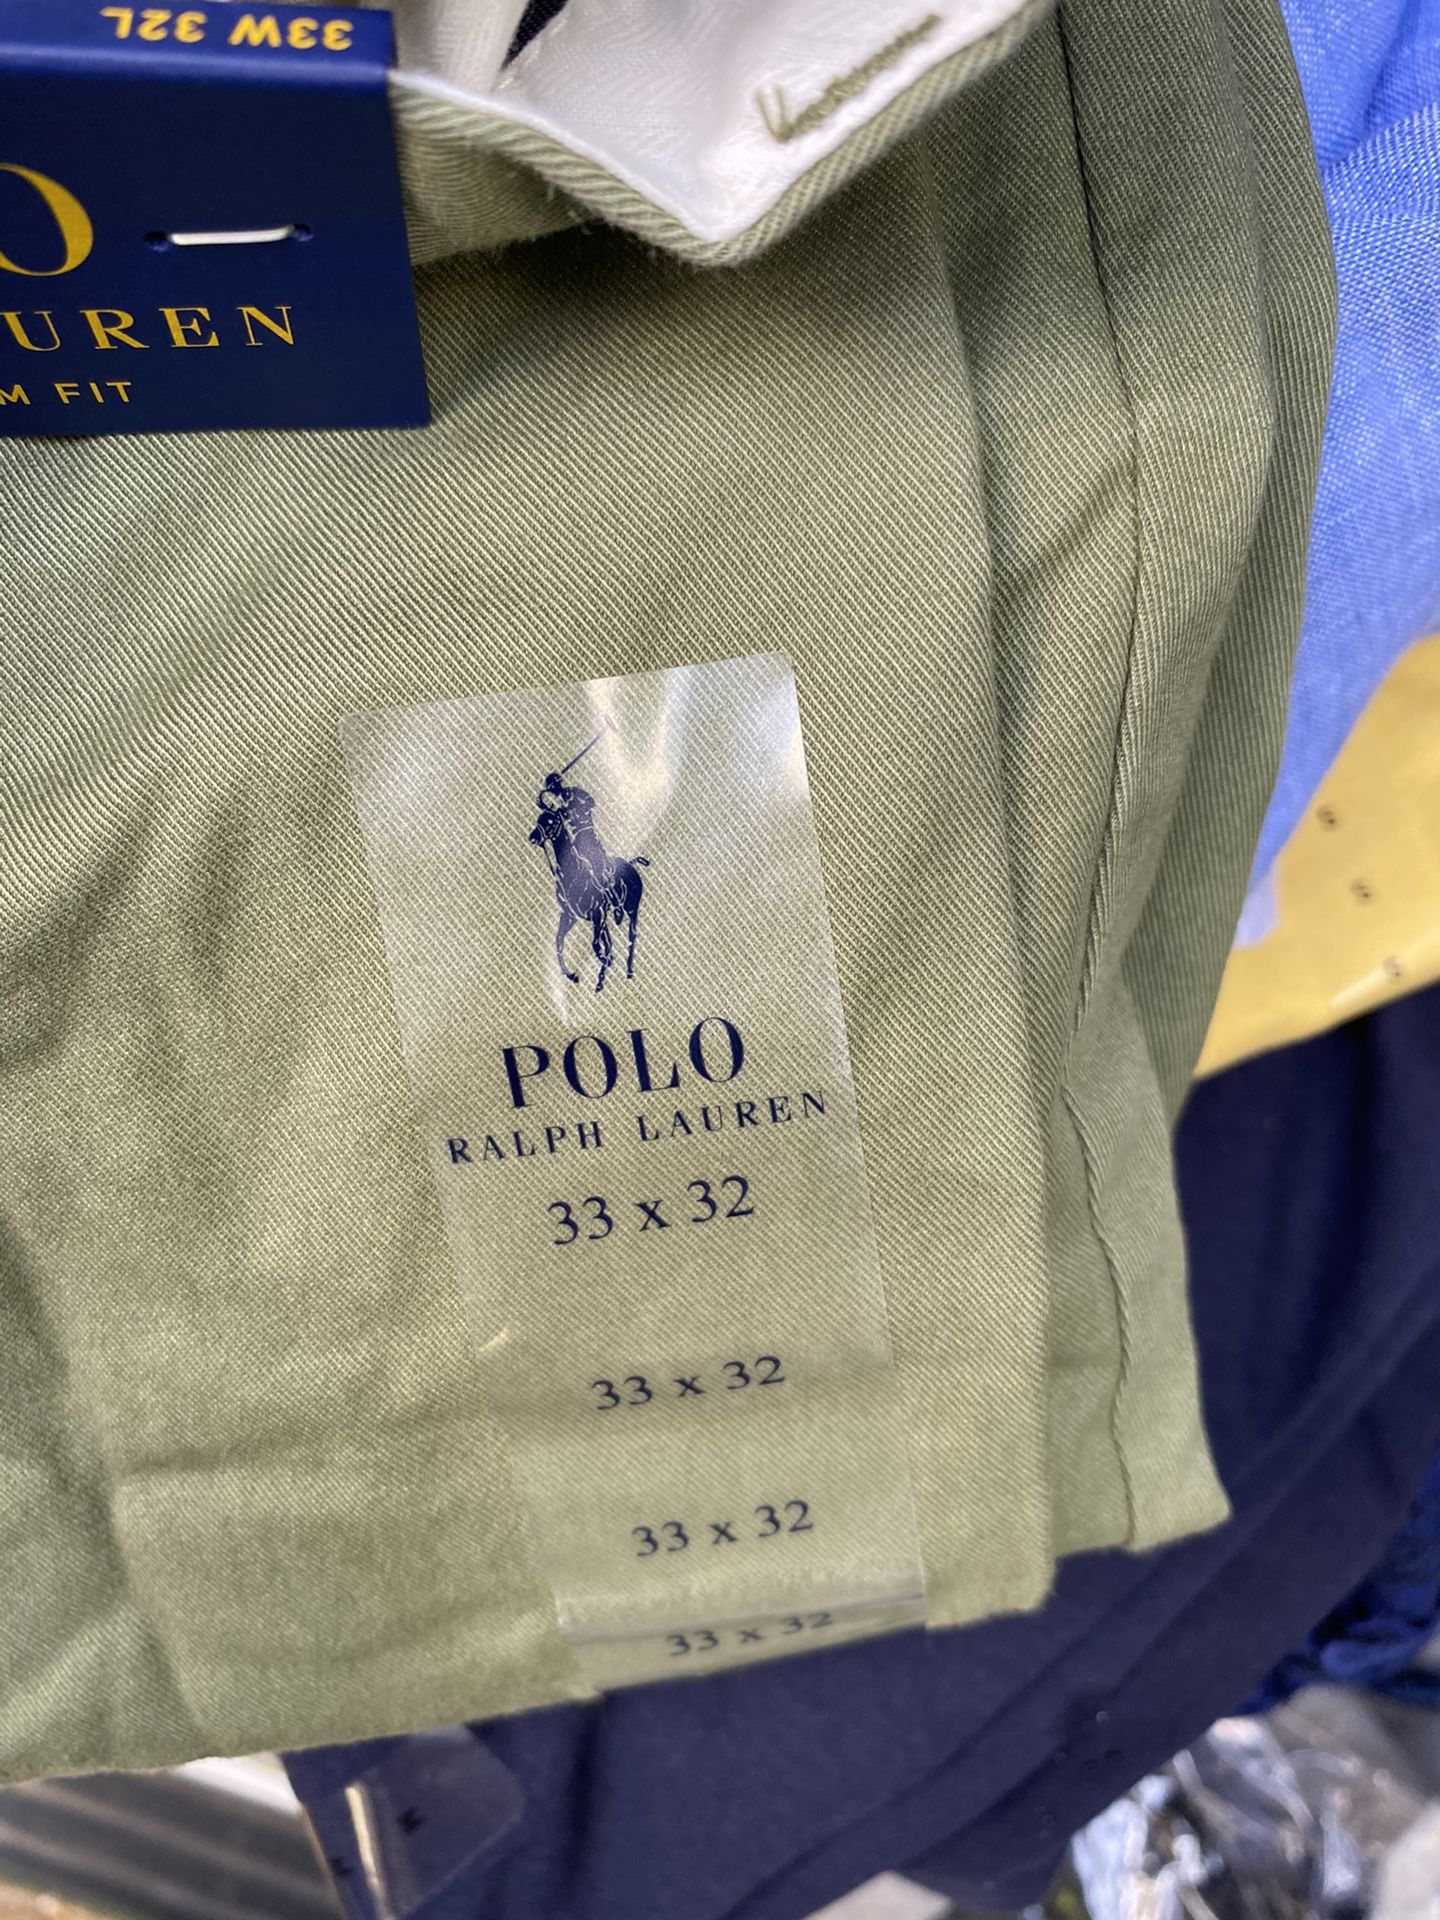 33W 32L
O
UREN
M FIT
POLO
RALPH LAUREN
33 x 32
33 x 32
33 x 32
33 x 32
S
S
S
M
M